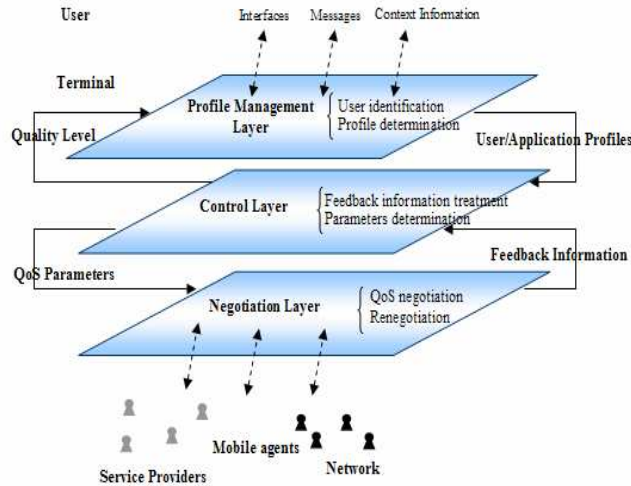 User
Interfaces
Messages
Context Information
Terminal
Profile Management
Layer
User identification
Profile determination
Quality Level
User/Application Profiles
Control Layer
Feedback information treatment
Parameters determination
QoS Parameters
Feedback Information
Negotiation Layer
QoS negotiation
Renegotiation
Mobile agents
Service Providers
Network